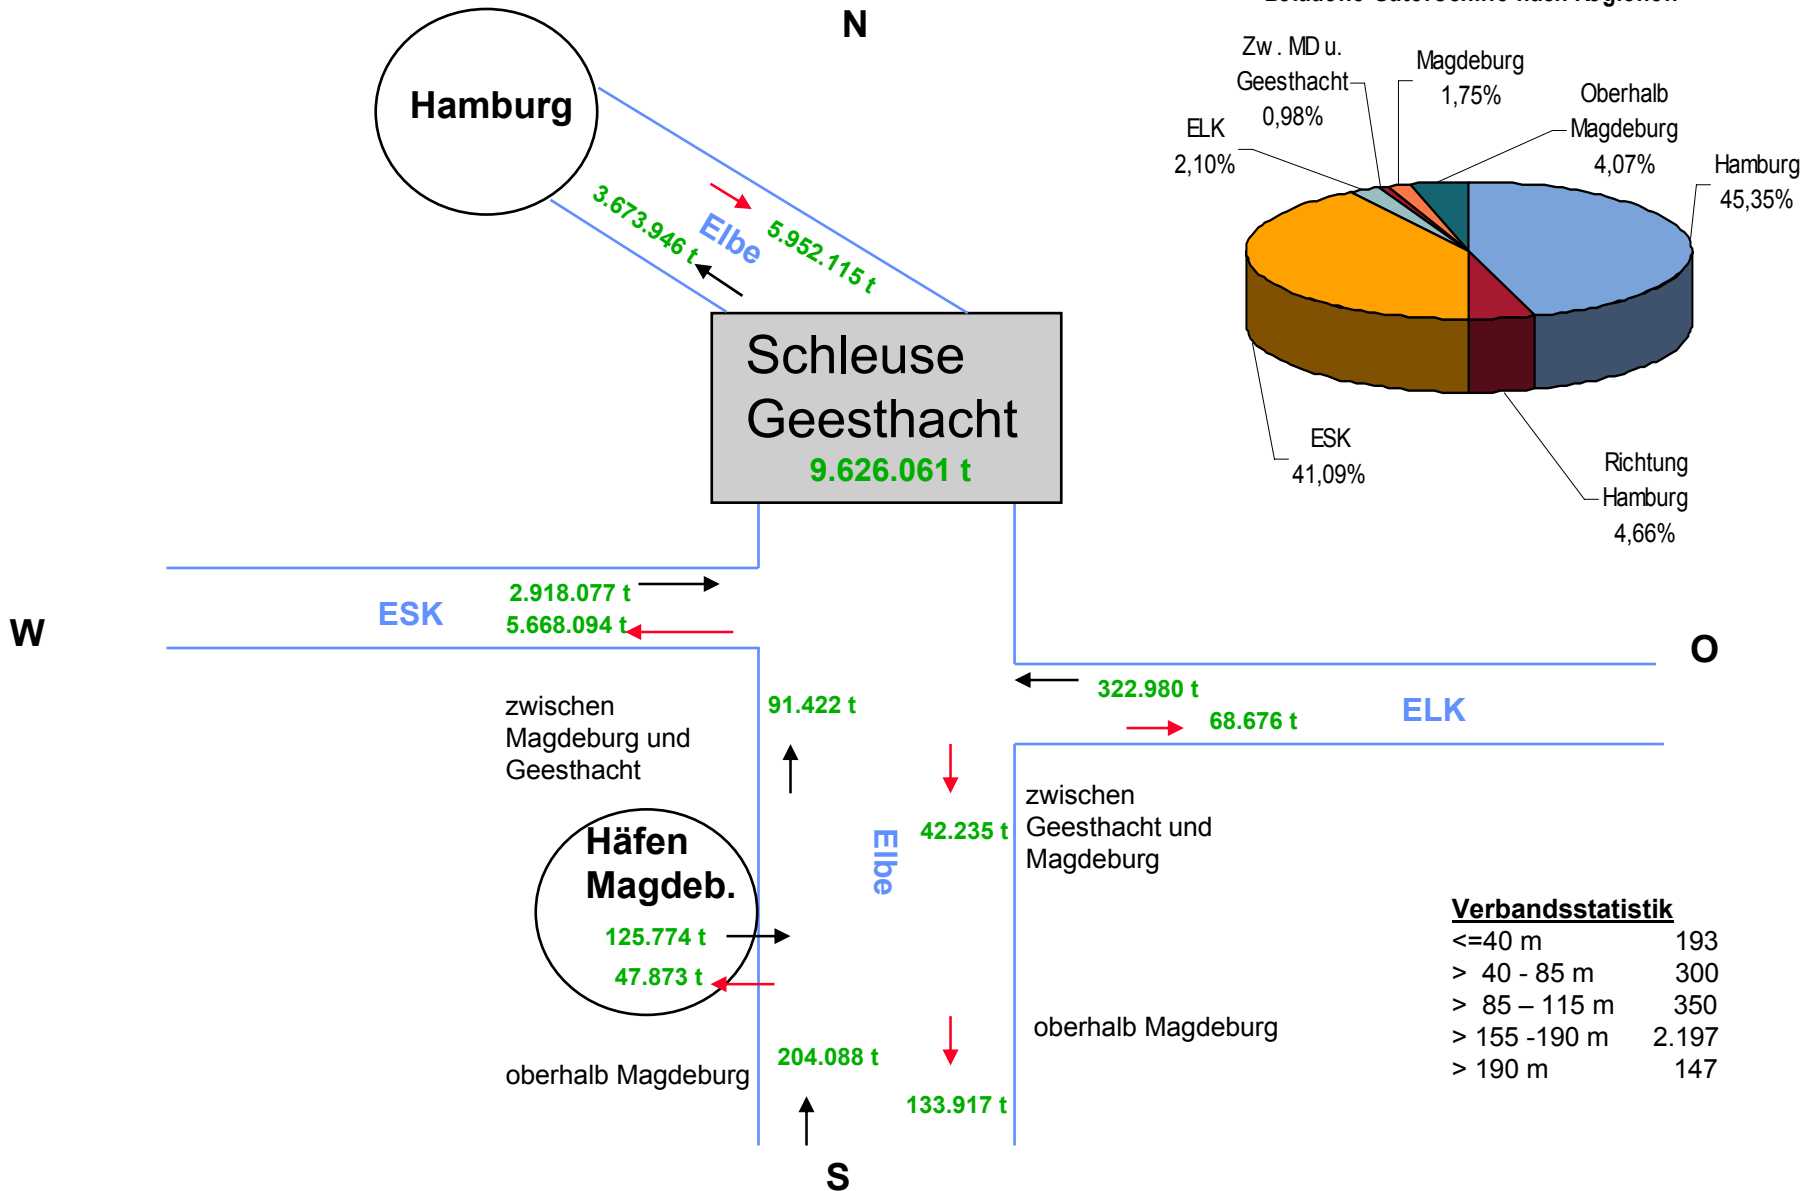 N
Hamburg
3.673.946 t
Elbe
5.952.115 t
Schleuse
Geesthacht
9.626.061 t
Zw . MD u.
Geesthacht
0,98%
Magdeburg
1,75%
Oberhalb
Magdeburg
4,07%
ELK
2,10%
Hamburg
45,35%
ESK
41,09%
Richtung
Hamburg
4,66%
W
ESK
2.918.077 t
5.668.094 t
O
322.980 t
68.676 t
ELK
zwischen
Magdeburg und
Geesthacht
91.422 t
Elbe
42.235 t
zwischen
Geesthacht und
Magdeburg
Häfen
Magdeb.
125.774 t
47.873 t
oberhalb Magdeburg
204.088 t
133.917 t
oberhalb Magdeburg
S
Verbandsstatistik
<=40 m 193
> 40 - 85 m 300
> 85 – 115 m 350
> 155 -190 m 2.197
> 190 m 147